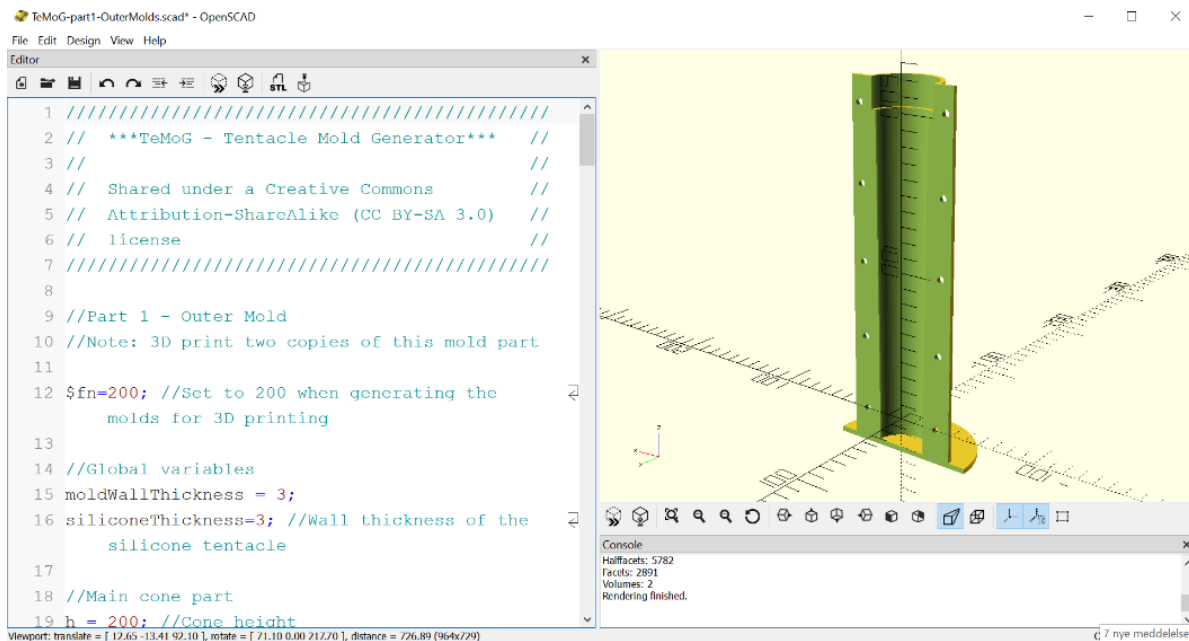 TeMoG-part1-OuterMolds.scad* - OpenSCAD
File Edit Design View Help
Editor
STL
1 //////////////////////////////////////////////
2 // ***TeMoG - Tentacle Mold Generator*** //
3 // //
4 // Shared under a Creative Commons //
5 // Attribution-ShareAlike (CC BY-SA 3.0) //
6 // license //
7 //////////////////////////////////////////////
8
9 //Part 1 - Outer Mold
10 //Note: 3D print two copies of this mold part
11
12 $fn=200; //Set to 200 when generating the
molds for 3D printing
13
14 //Global variables
15 moldWallThickness = 3;
16 siliconeThickness=3; //Wall thickness of the
silicone tentacle
17
18 //Main cone part
19 h = 200; //Cone height
z
x
y
Console
Halffacets: 5782
Facets: 2891
Volumes: 2
Rendering finished.
Viewport: translate = [ 12.65 -13.41 92.10 ], rotate = [ 71.10 0.00 217.70 ], distance = 726.89 (964x729)
7 nye meddelelse